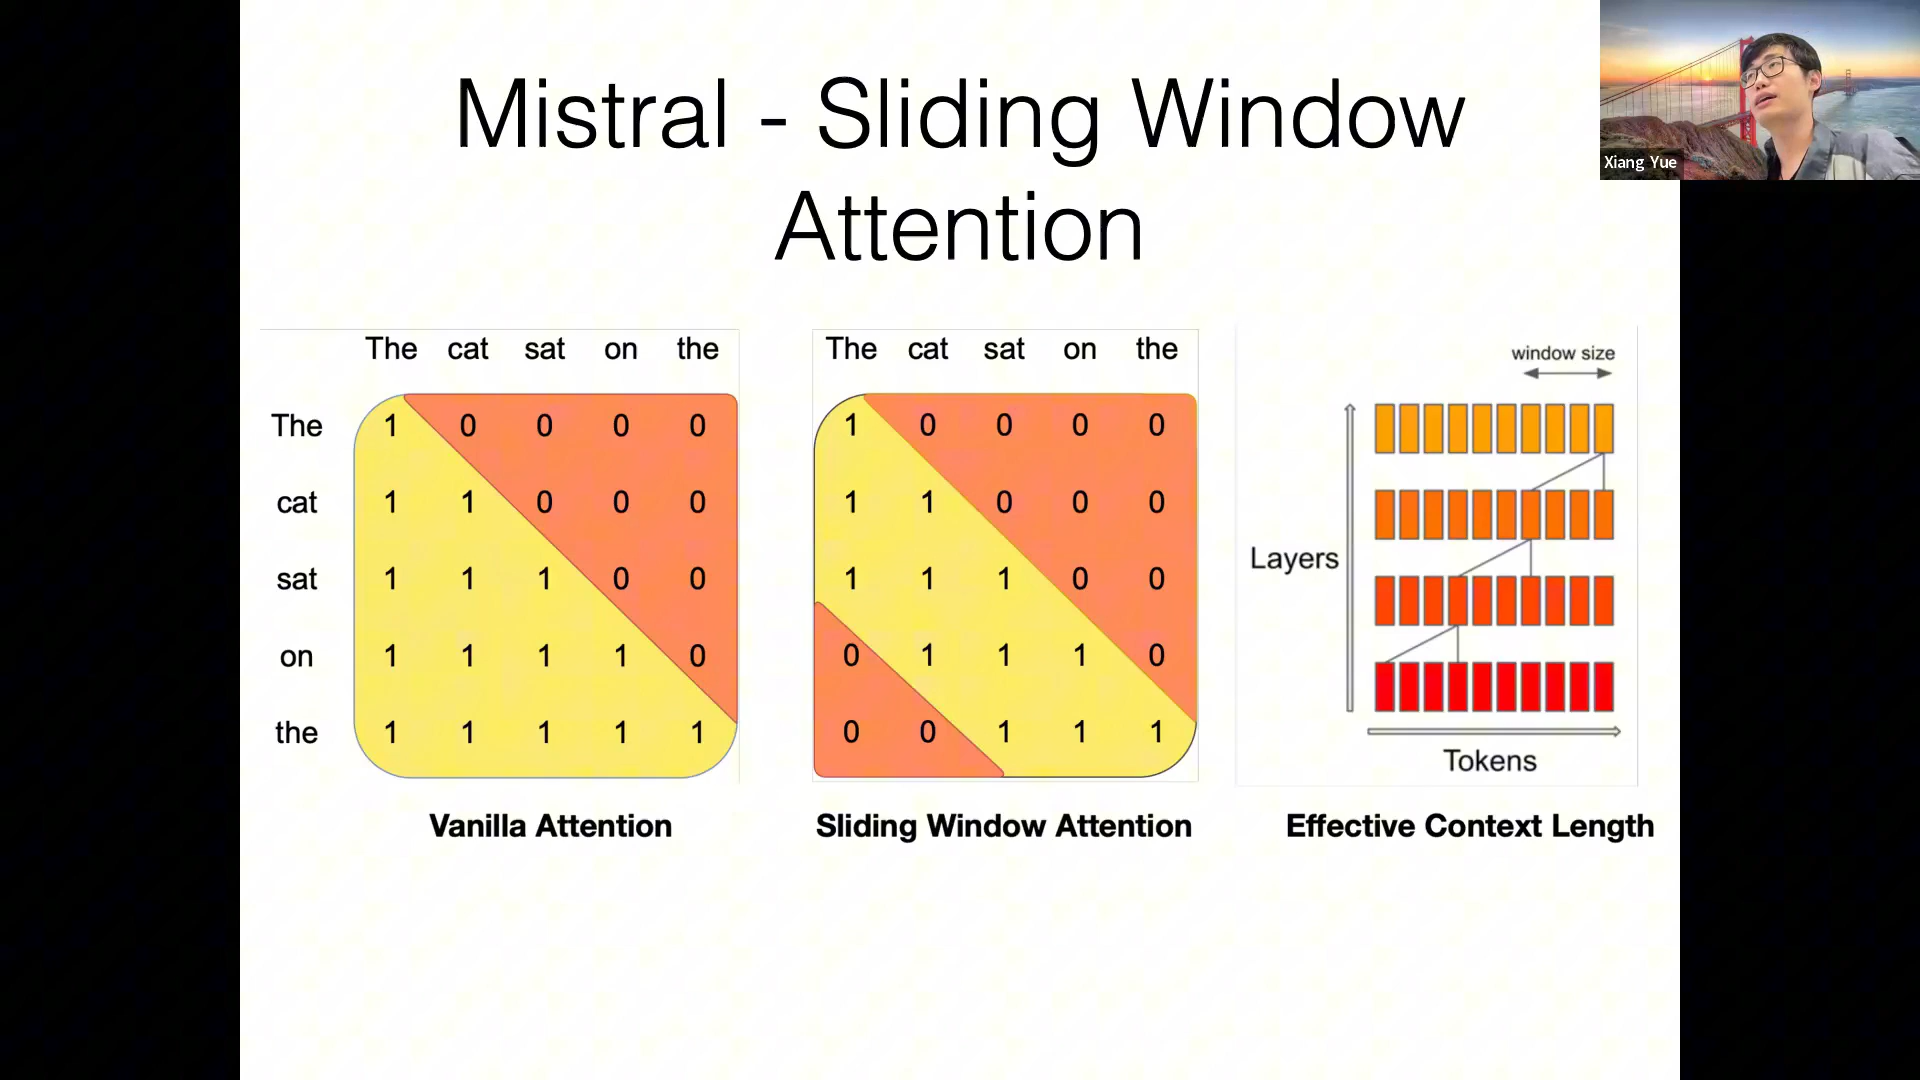 Mistral - Sliding Window
Attention
Xiang Yue
The cat sat on the
The 1 0 0 0 0
cat 1 1 0 0 0
sat 1 1 1 0 0
on 1 1 1 1 0
the 1 1 1 1 1
Vanilla Attention
The cat sat on the
1 0 0 0 0
1 1 0 0 0
1 1 1 0 0
0 1 1 1 0
0 0 1 1 1
Sliding Window Attention
window size
Layers
Tokens
Effective Context Length